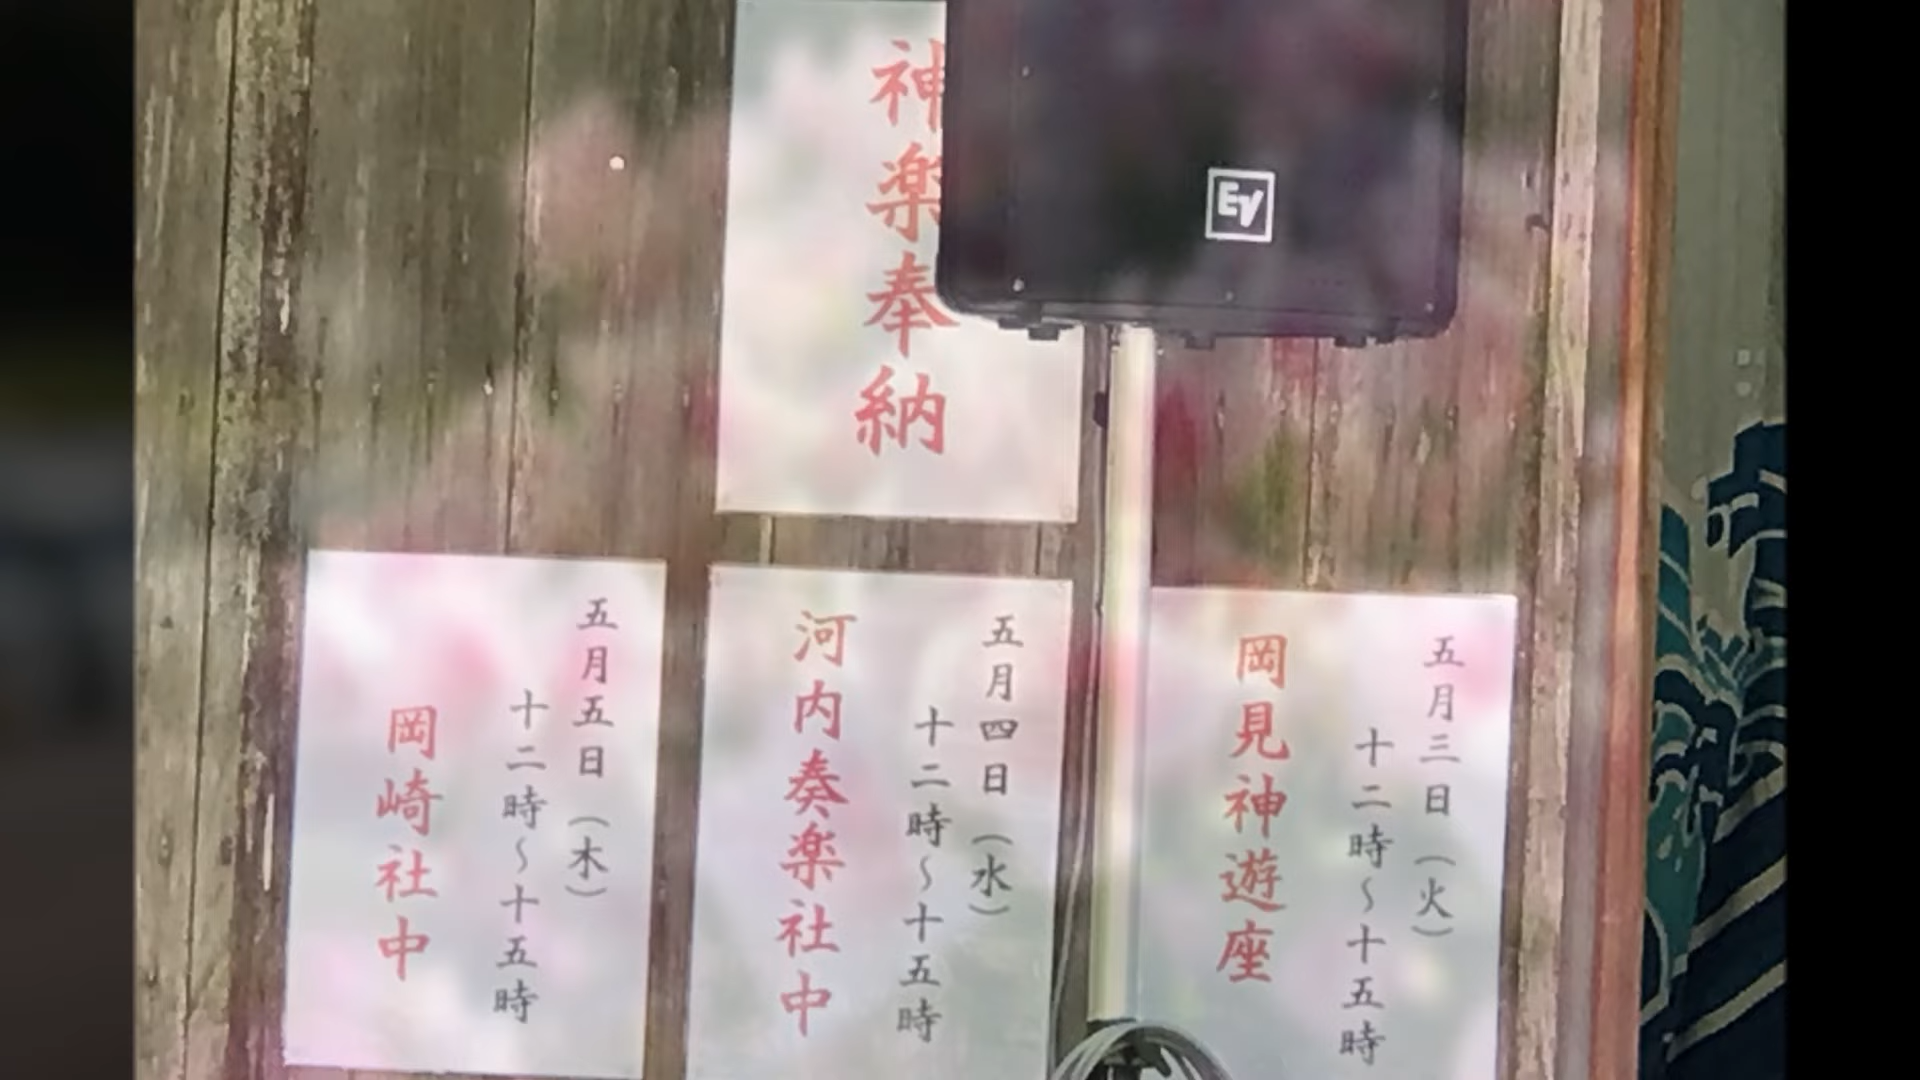 神楽奉納
EV
五月三日（火）
十二時～十五時
岡見神遊座
五月四日（水）
十二時～十五時
河内奏楽社中
五月五日（木）
十二時～十五時
岡崎社中